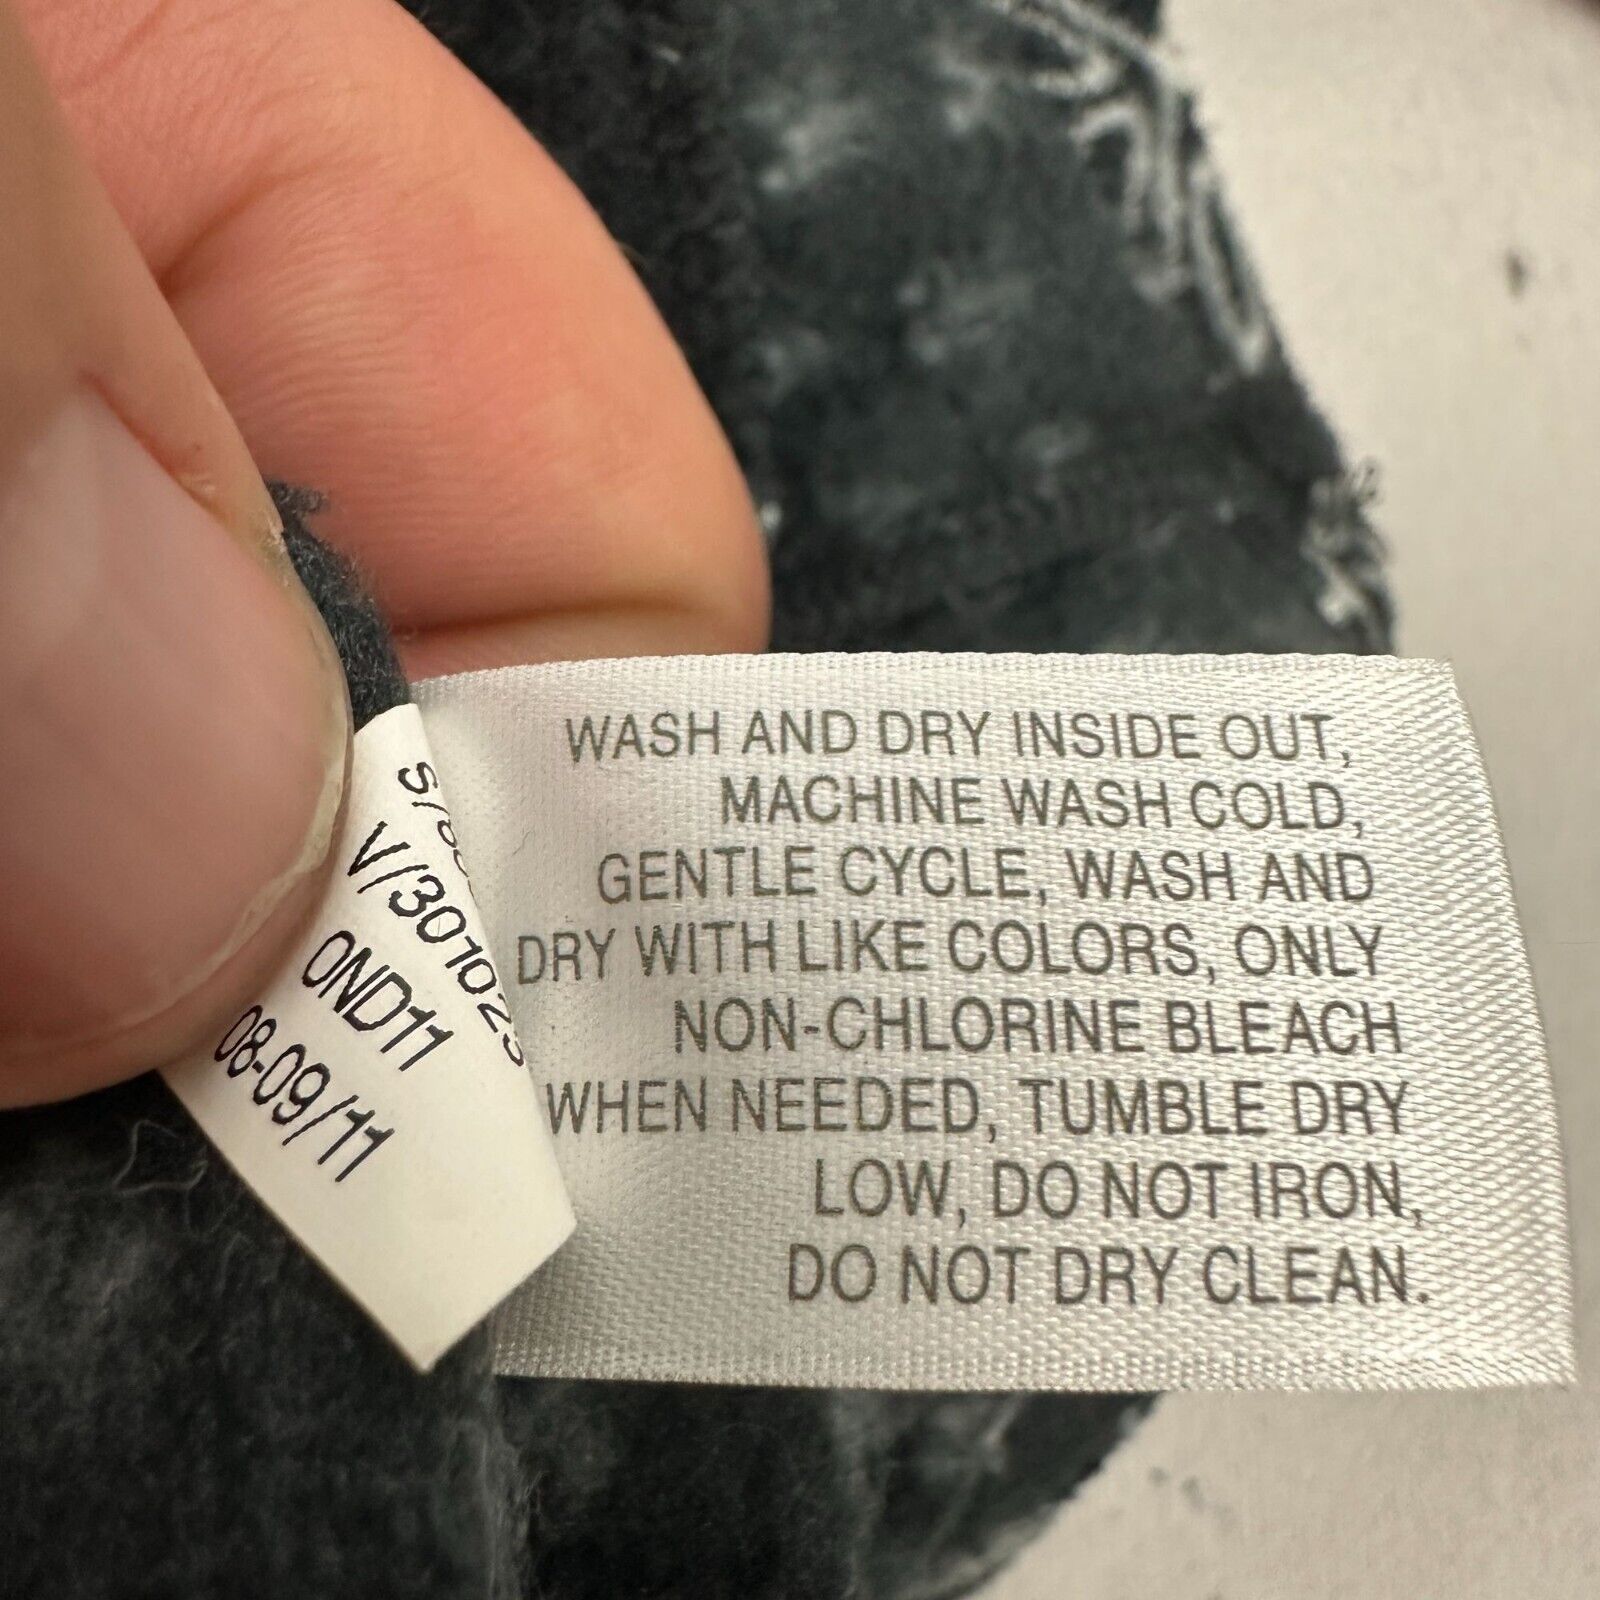 WASH AND DRY INSIDE OUT,
MACHINE WASH COLD,
GENTLE CYCLE, WASH AND
DRY WITH LIKE COLORS, ONLY
NON-CHLORINE BLEACH
WHEN NEEDED, TUMBLE DRY
LOW, DO NOT IRON,
DO NOT DRY CLEAN.
V/301025
OND11
08-09/11